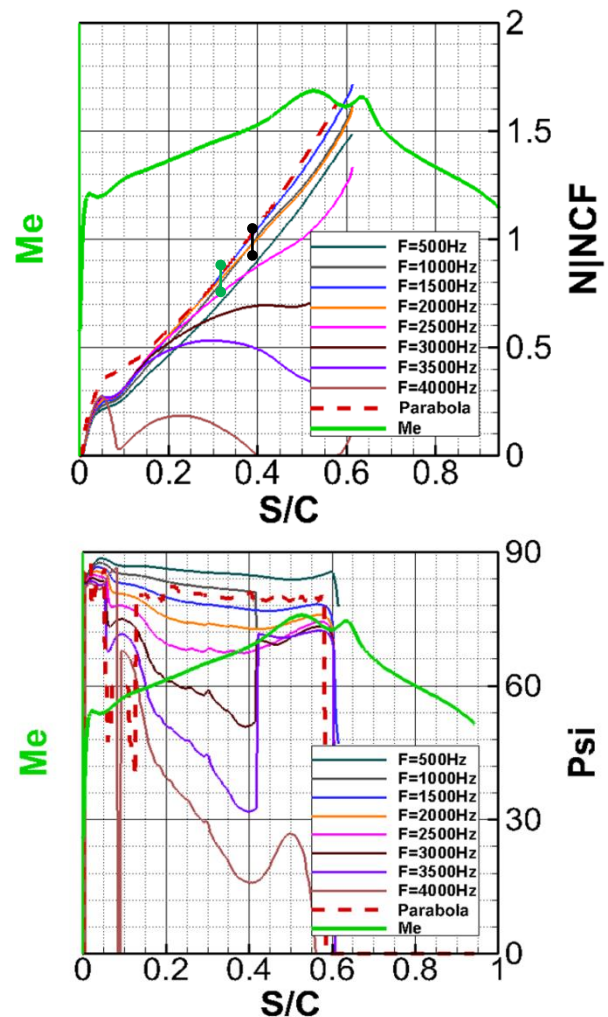 2
1.5
1
0.5
0
Me
N|NCF
F=500Hz
F=1000Hz
F=1500Hz
F=2000Hz
F=2500Hz
F=3000Hz
F=3500Hz
F=4000Hz
Parabola
Me
0 0.2 0.4 0.6 0.8
S/C
90
60
30
0
Me
Psi
F=500Hz
F=1000Hz
F=1500Hz
F=2000Hz
F=2500Hz
F=3000Hz
F=3500Hz
F=4000Hz
Parabola
Me
0 0.2 0.4 0.6 0.8 1
S/C